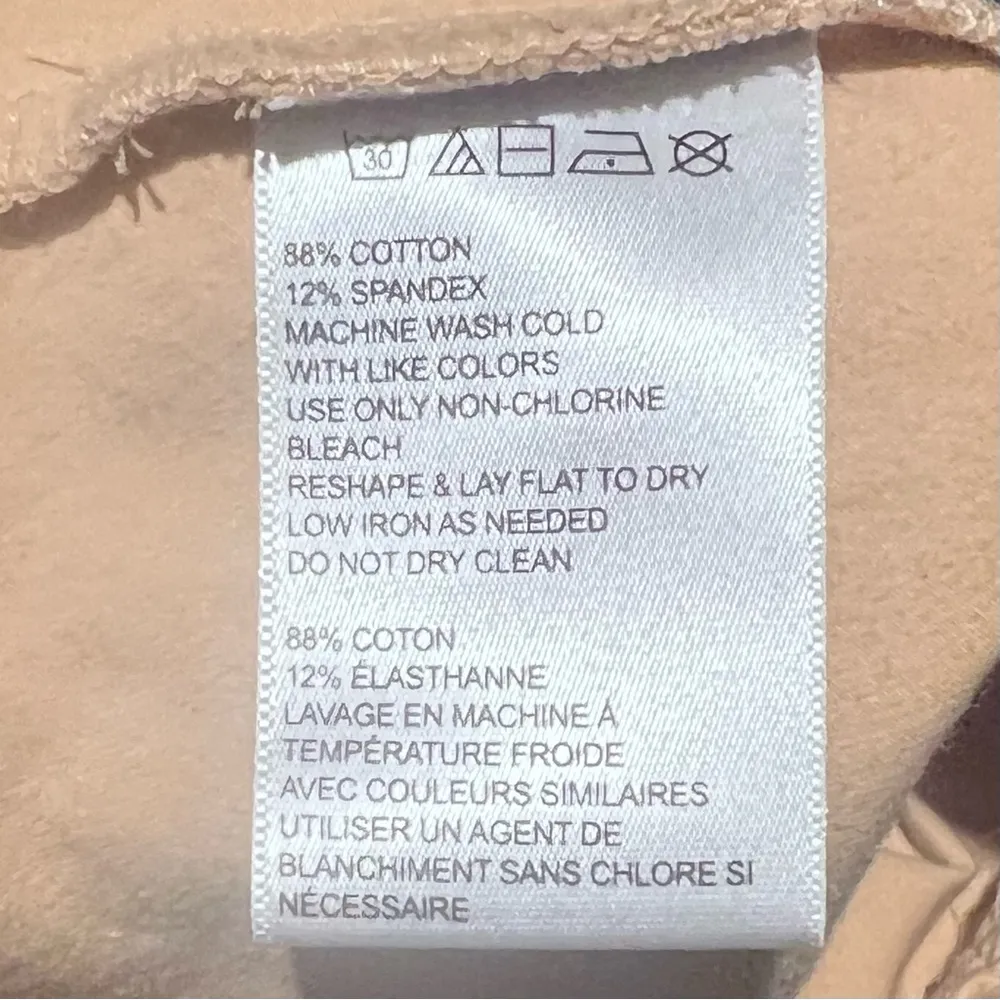 30
88% COTTON
12% SPANDEX
MACHINE WASH COLD
WITH LIKE COLORS
USE ONLY NON-CHLORINE
BLEACH
RESHAPE & LAY FLAT TO DRY
LOW IRON AS NEEDED
DO NOT DRY CLEAN
88% COTON
12% ÉLASTHANNE
LAVAGE EN MACHINE À
TEMPÉRATURE FROIDE
AVEC COULEURS SIMILAIRES
UTILISER UN AGENT DE
BLANCHIMENT SANS CHLORE SI
NÉCESSAIRE